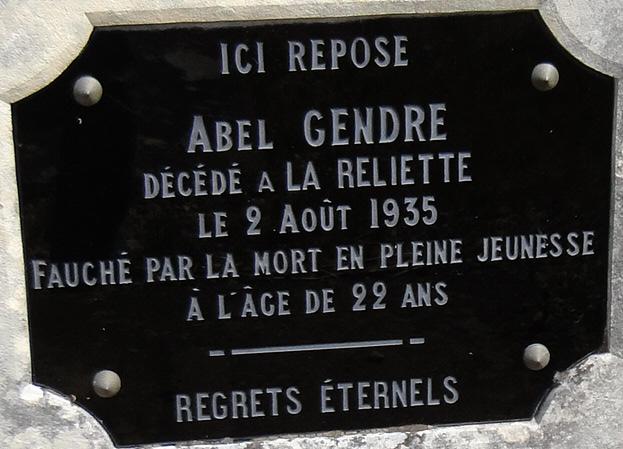 ICI REPOSE
ABEL GENDRE
DÉCÉDÉ A LA RELIETTE
LE 2 AOÛT 1935
FAUCHÉ PAR LA MORT EN PLEINE JEUNESSE
À L'ÂGE DE 22 ANS
REGRETS ÉTERNELS